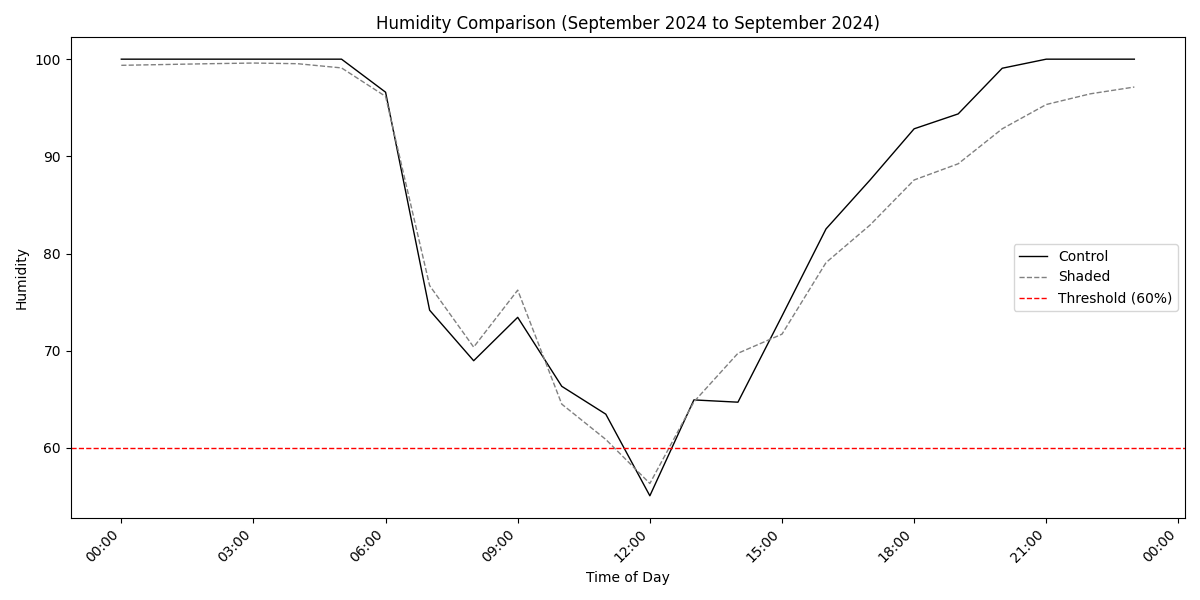 Humidity Comparison (September 2024 to September 2024)
Humidity
100
90
80
70
60
Control
Shaded
Threshold (60%)
00:00
03:00
06:00
09:00
12:00
15:00
18:00
21:00
00:00
Time of Day